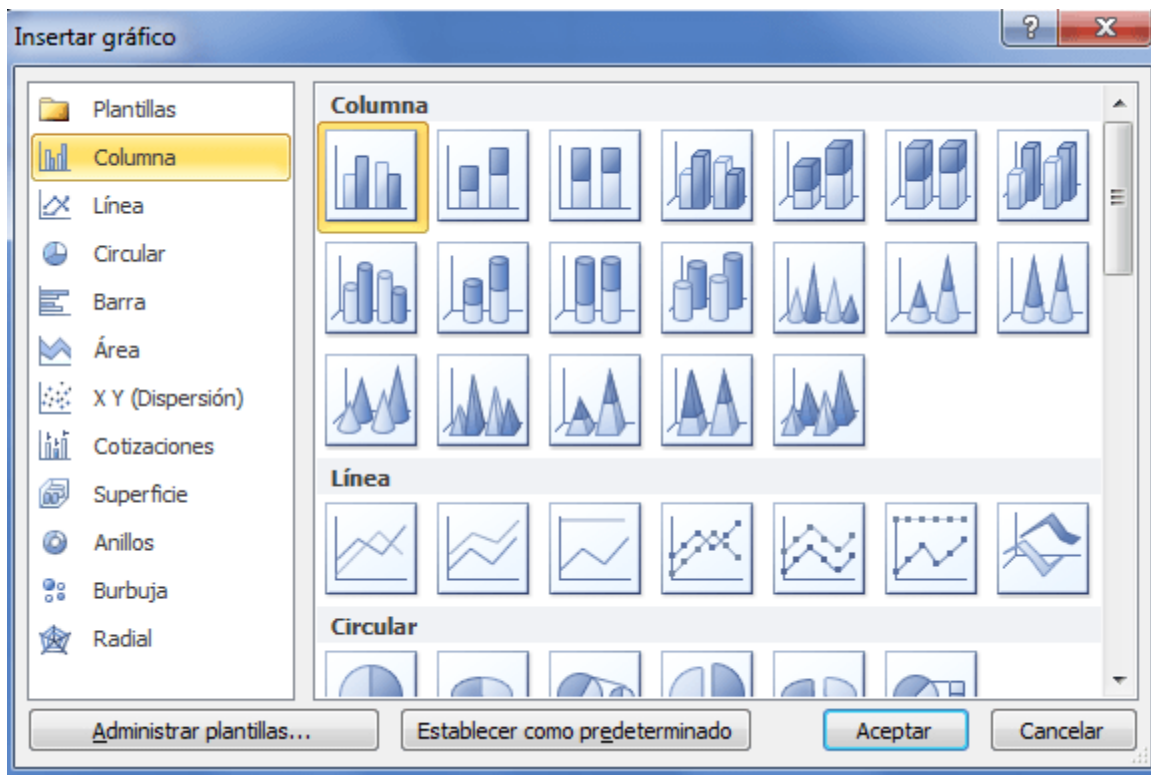 Insertar gráfico
Plantillas
Columna
Línea
Circular
Barra
Área
X Y (Dispersión)
Cotizaciones
Superficie
Anillos
Burbuja
Radial
Columna
Línea
Circular
Administrar plantillas...
Establecer como predeterminado
Aceptar
Cancelar